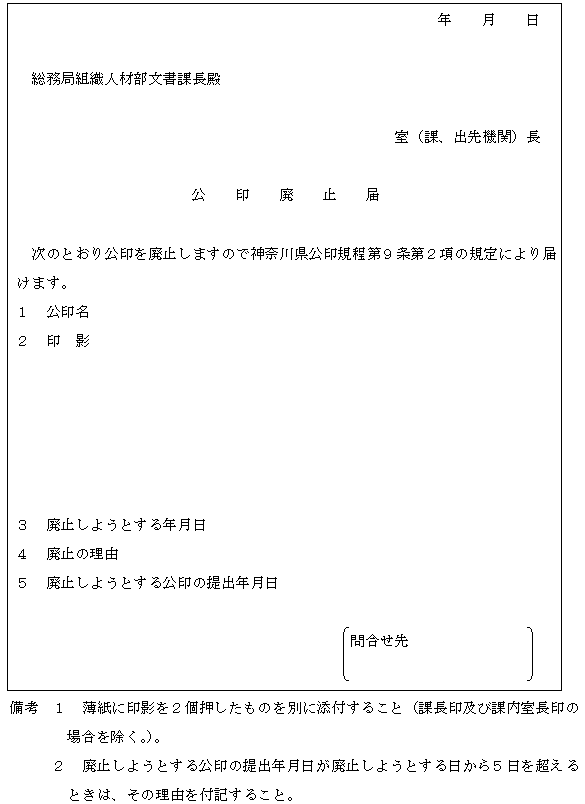 年　　月　　日
総務局組織人材部文書課長殿
室（課、出先機関）長
公　　印　　廃　　止　　届
次のとおり公印を廃止しますので神奈川県公印規程第９条第２項の規定により届
けます。
１　公印名
２　印　影
３　廃止しようとする年月日
４　廃止の理由
５　廃止しようとする公印の提出年月日
問合せ先
備考　１　薄紙に印影を２個押したものを別に添付すること（課長印及び課内室長印の
場合を除く。）。
２　廃止しようとする公印の提出年月日が廃止しようとする日から５日を超える
ときは、その理由を付記すること。